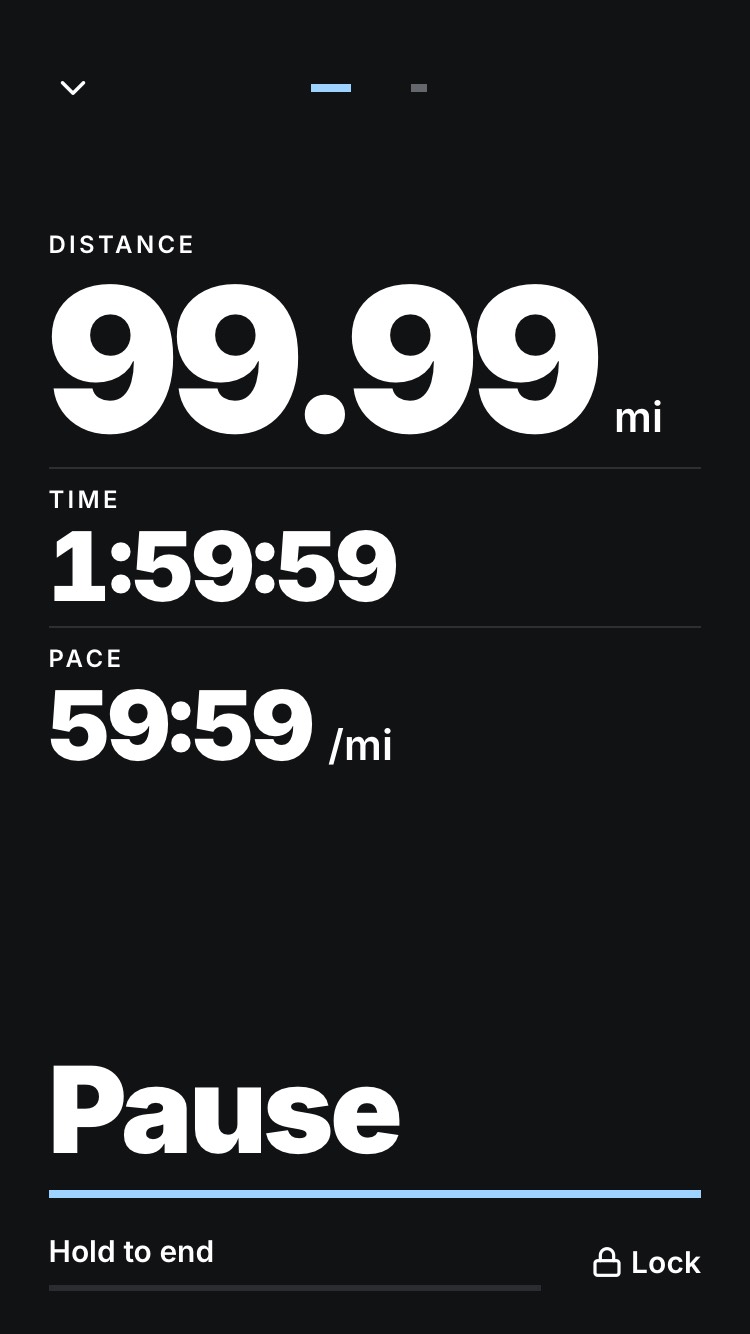 DISTANCE
99.99 mi
TIME
1:59:59
PACE
59:59 /mi
Pause
Hold to end
Lock